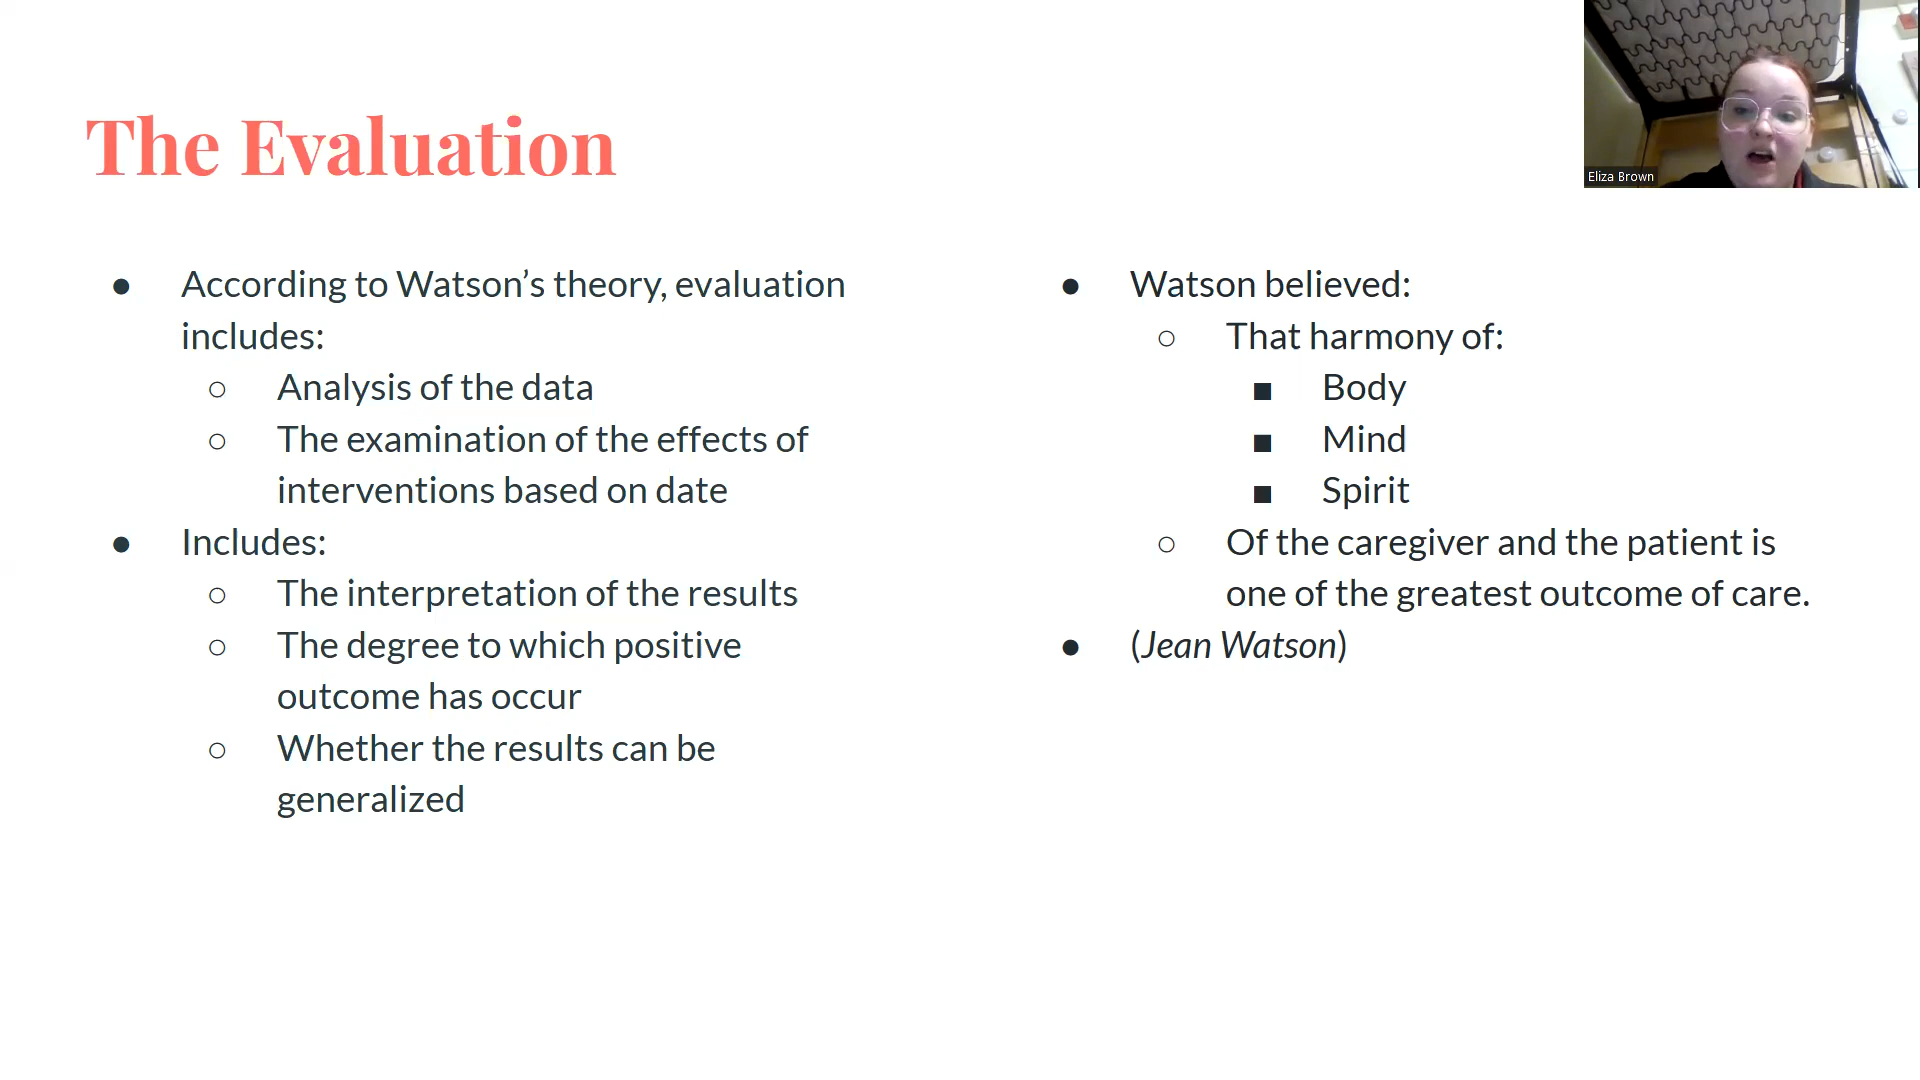 The Evaluation
● According to Watson’s theory, evaluation
includes:
○ Analysis of the data
○ The examination of the effects of
interventions based on date
● Includes:
○ The interpretation of the results
○ The degree to which positive
outcome has occur
○ Whether the results can be
generalized
● Watson believed:
○ That harmony of:
■ Body
■ Mind
■ Spirit
○ Of the caregiver and the patient is
one of the greatest outcome of care.
● (Jean Watson)
Eliza Brown